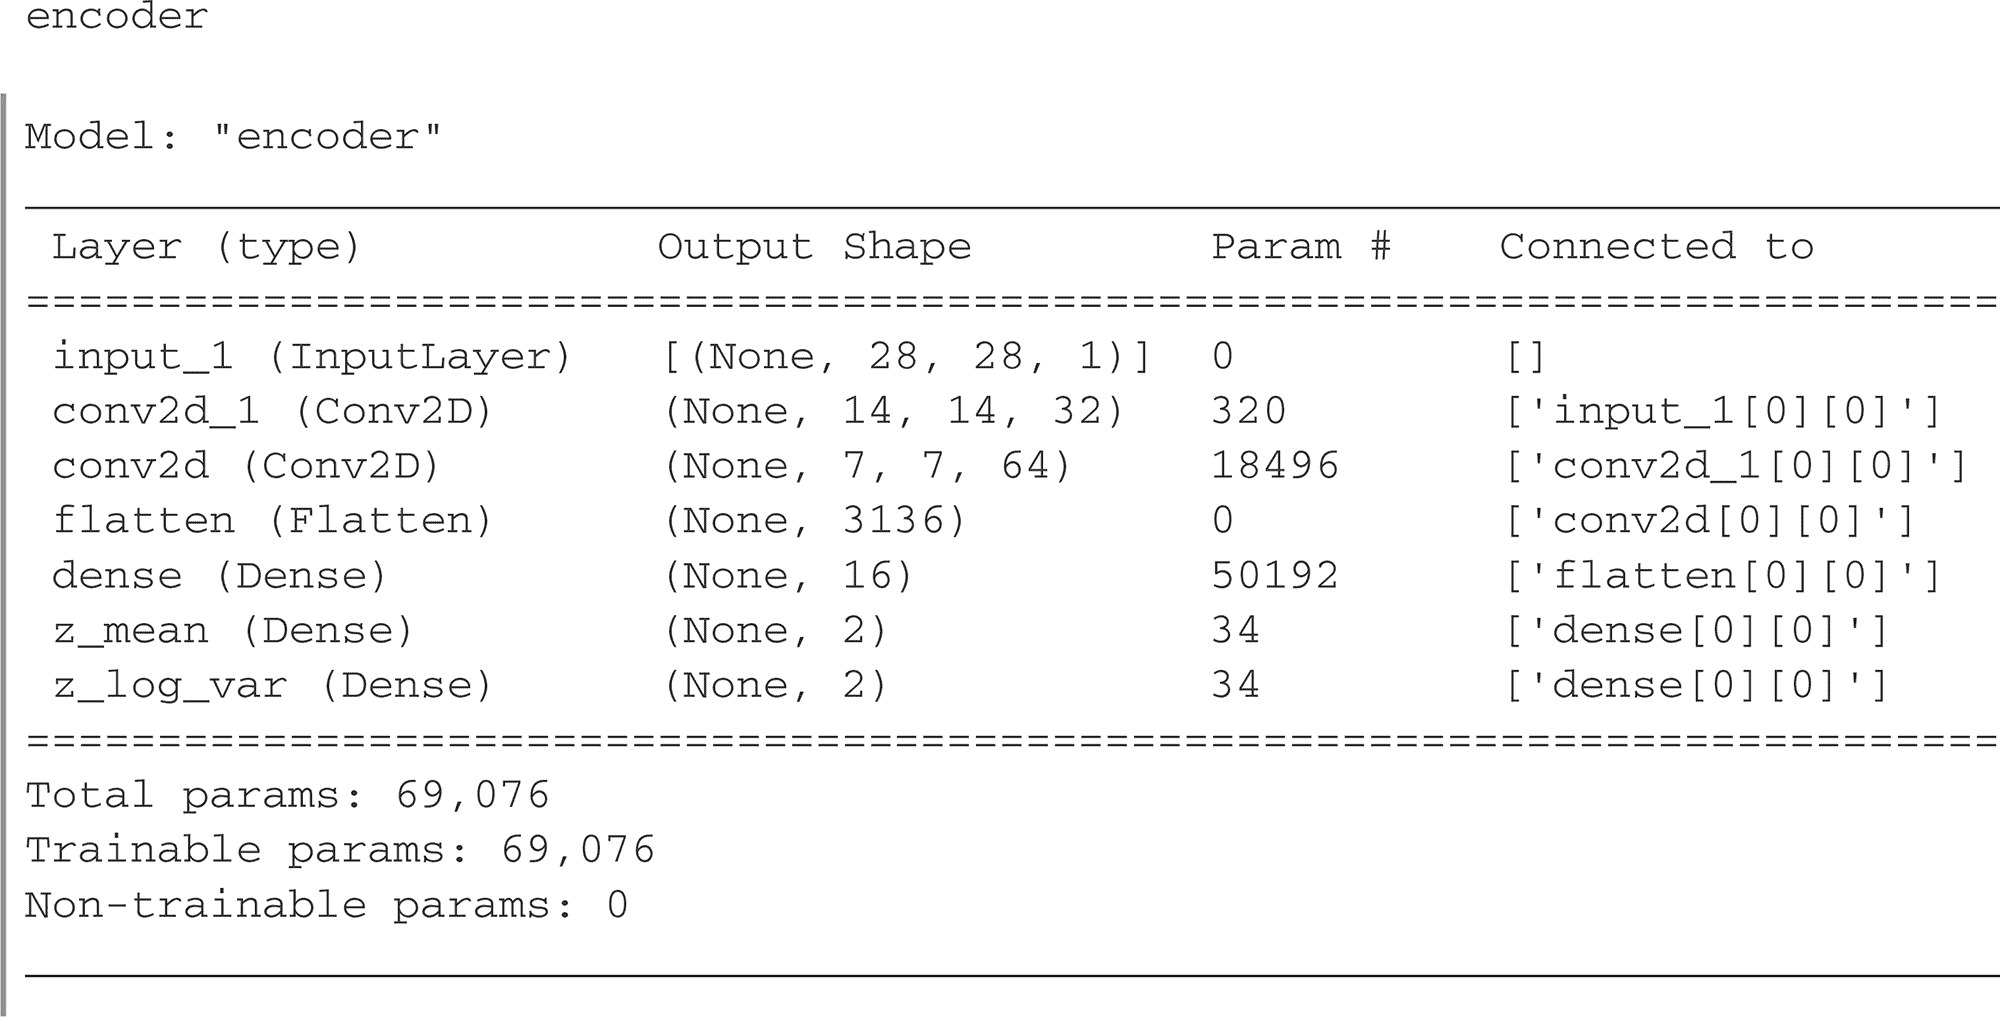 encoder
Model: "encoder"
Layer (type) Output Shape Param # Connected to
===========================================================================
input_1 (InputLayer) [(None, 28, 28, 1)] 0 []
conv2d_1 (Conv2D) (None, 14, 14, 32) 320 ['input_1[0][0]']
conv2d (Conv2D) (None, 7, 7, 64) 18496 ['conv2d_1[0][0]']
flatten (Flatten) (None, 3136) 0 ['conv2d[0][0]']
dense (Dense) (None, 16) 50192 ['flatten[0][0]']
z_mean (Dense) (None, 2) 34 ['dense[0][0]']
z_log_var (Dense) (None, 2) 34 ['dense[0][0]']
===========================================================================
Total params: 69,076
Trainable params: 69,076
Non-trainable params: 0